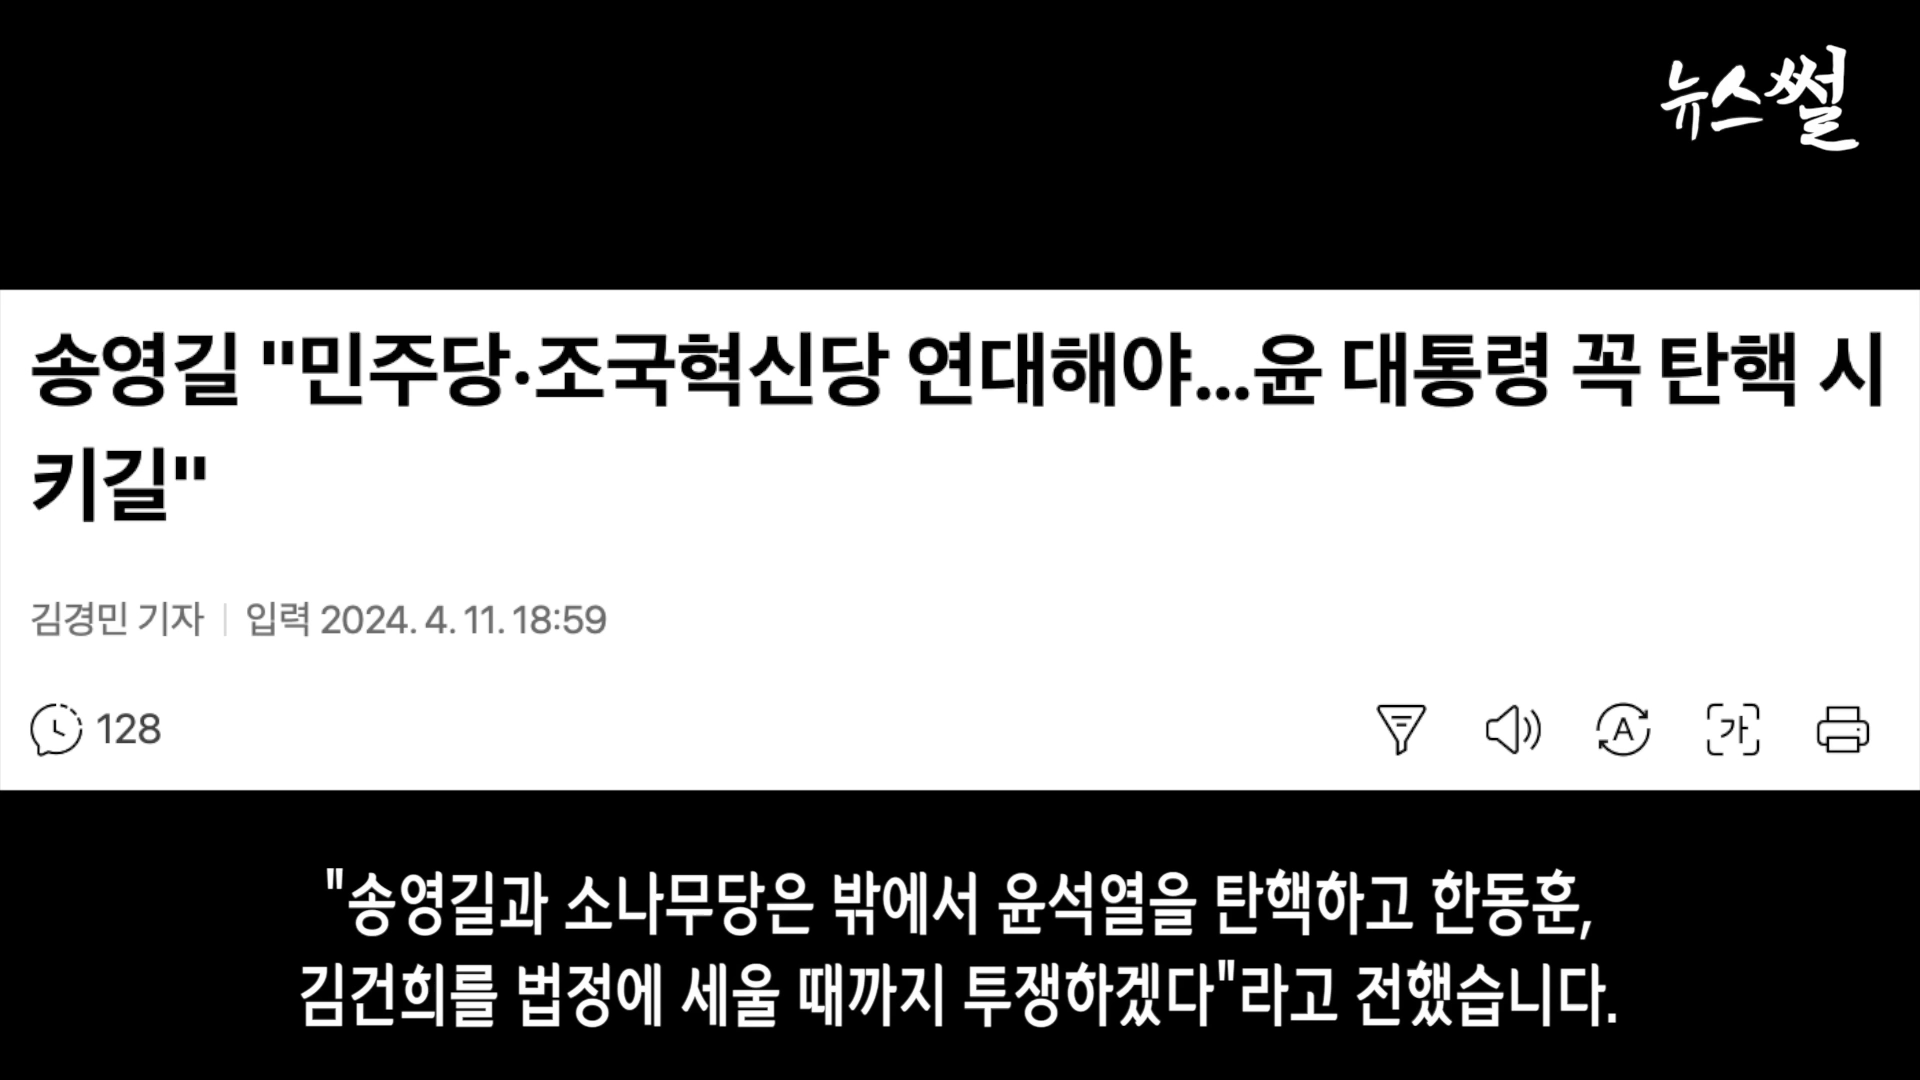 뉴스썰
송영길 "민주당·조국혁신당 연대해야...윤 대통령 꼭 탄핵 시
키길"
김경민 기자 | 입력 2024. 4. 11. 18:59
128
A
가
"송영길과 소나무당은 밖에서 윤석열을 탄핵하고 한동훈,
김건희를 법정에 세울 때까지 투쟁하겠다"라고 전했습니다.